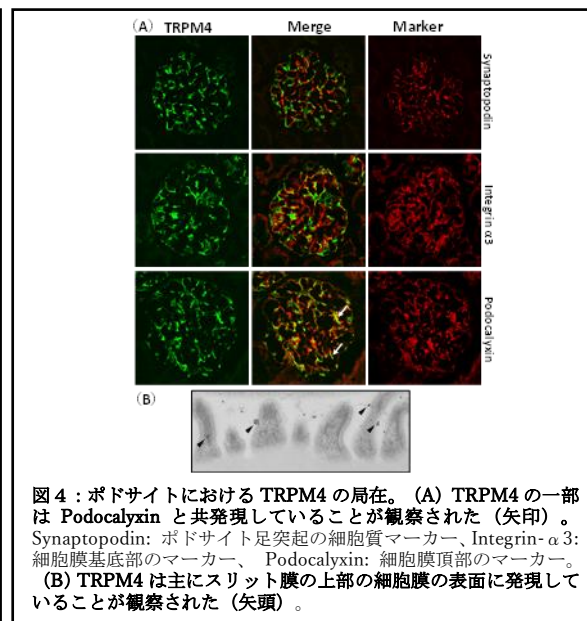 (A) TRPM4 Merge Marker
Synaptopodin
Integrin α3
Podocalyxin
(B)
図 4：ポドサイトにおける TRPM4 の局在。 (A) TRPM4 の一部
は Podocalyxin と共発現していることが観察された（矢印）。
Synaptopodin: ポドサイト足突起の細胞質マーカー、Integrin-α3:
細胞膜基底部のマーカー、 Podocalyxin: 細胞膜頂部のマーカー。
(B) TRPM4 は主にスリット膜の上部の細胞膜の表面に発現して
いることが観察された（矢頭）。